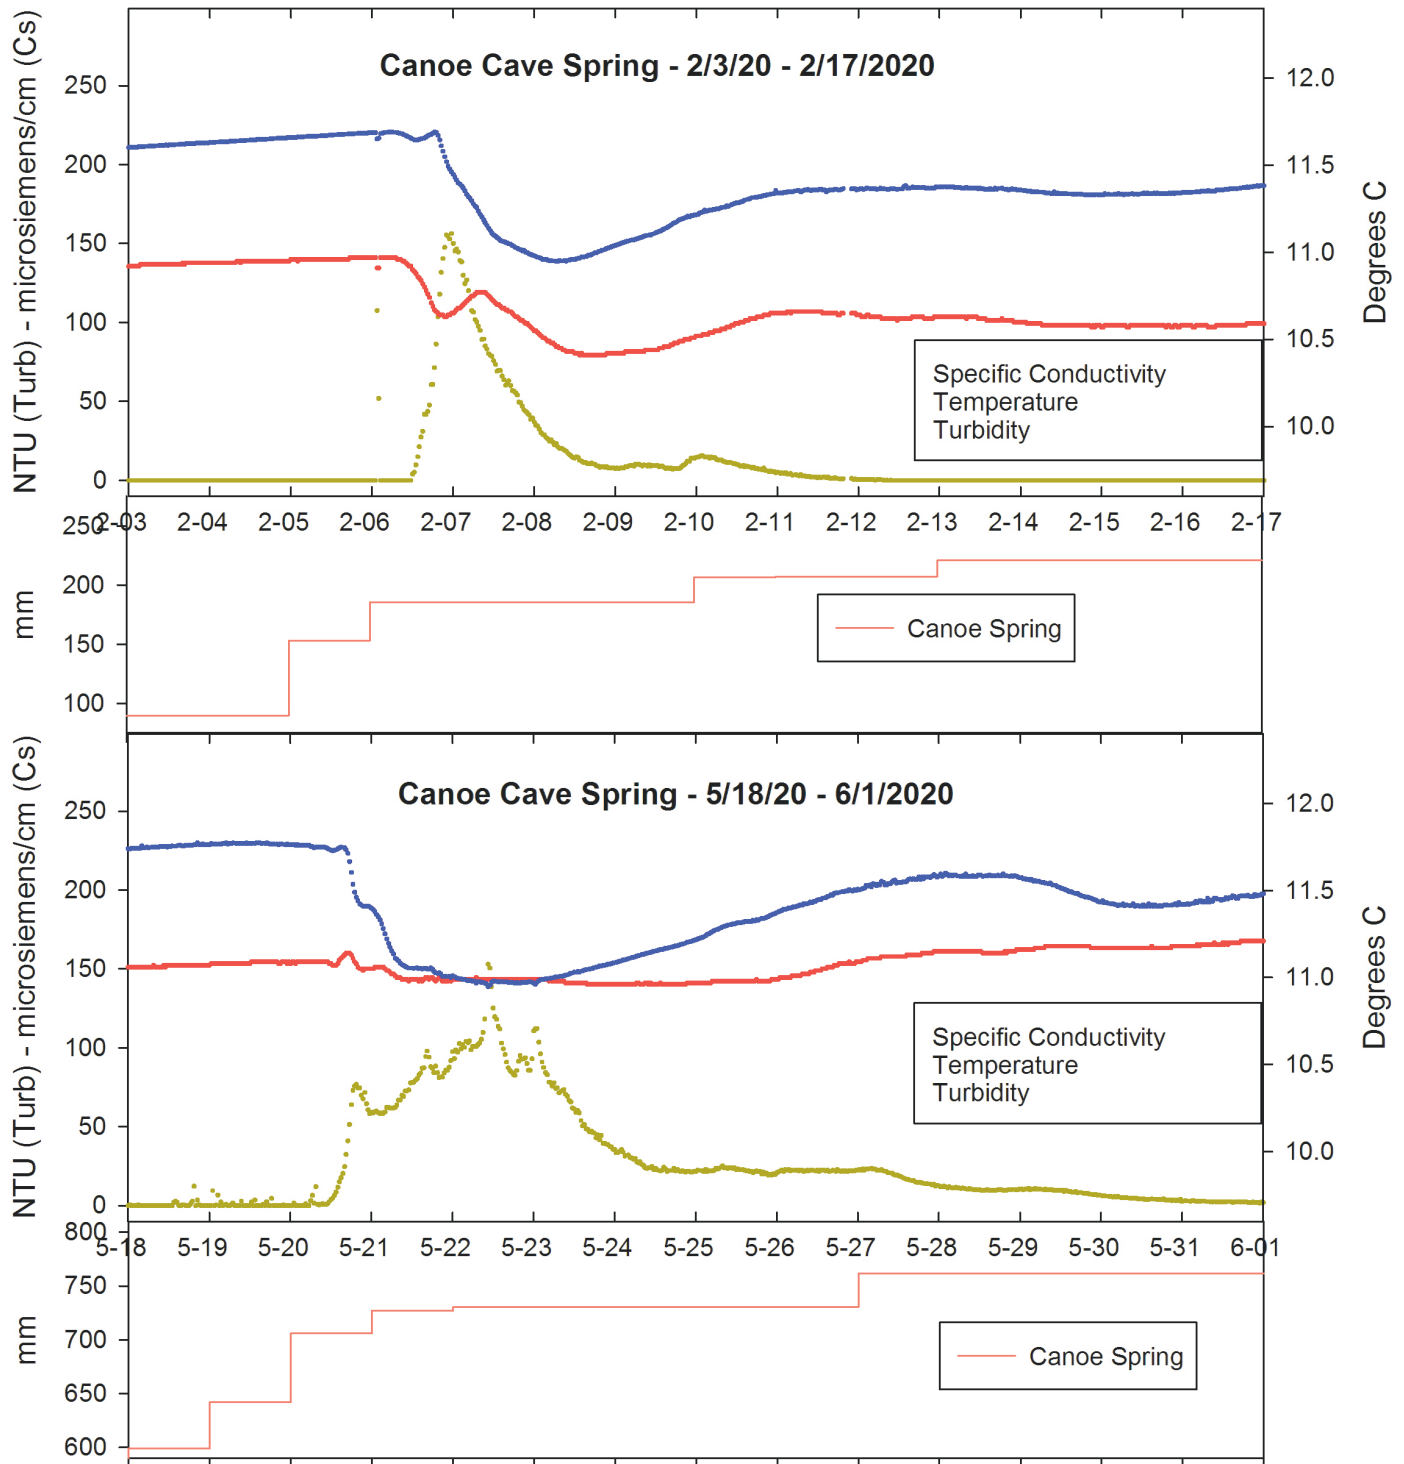 Canoe Cave Spring - 2/3/20 - 2/17/2020
NTU (Turb) - microsiemens/cm (Cs)
250
200
150
100
50
0
12.0
11.5
11.0
10.5
10.0
Degrees C
Specific Conductivity
Temperature
Turbidity
2-03 2-04 2-05 2-06 2-07 2-08 2-09 2-10 2-11 2-12 2-13 2-14 2-15 2-16 2-17
mm
250
200
150
100
Canoe Spring
Canoe Cave Spring - 5/18/20 - 6/1/2020
NTU (Turb) - microsiemens/cm (Cs)
250
200
150
100
50
0
12.0
11.5
11.0
10.5
10.0
Degrees C
Specific Conductivity
Temperature
Turbidity
5-18 5-19 5-20 5-21 5-22 5-23 5-24 5-25 5-26 5-27 5-28 5-29 5-30 5-31 6-01
mm
800
750
700
650
600
Canoe Spring